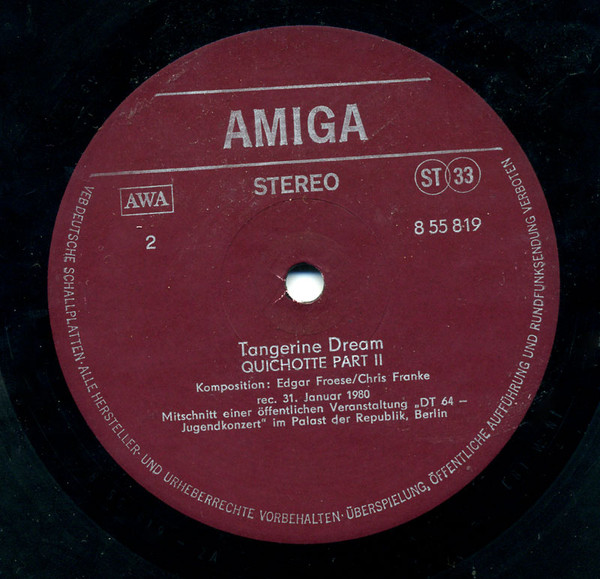 AMIGA
STEREO
ST 33
AWA
2
8 55 819
Tangerine Dream
QUICHOTTE PART II
Komposition: Edgar Froese/Chris Franke
rec. 31. Januar 1980
Mitschnitt einer öffentlichen Veranstaltung „DT 64 –
Jugendkonzert" im Palast der Republik, Berlin
VEB DEUTSCHE SCHALLPLATTEN · ALLE HERSTELLER- UND URHEBERRECHTE VORBEHALTEN · ÜBERSPIELUNG, ÖFFENTLICHE AUFFÜHRUNG UND RUNDFUNKSENDUNG VERBOTEN